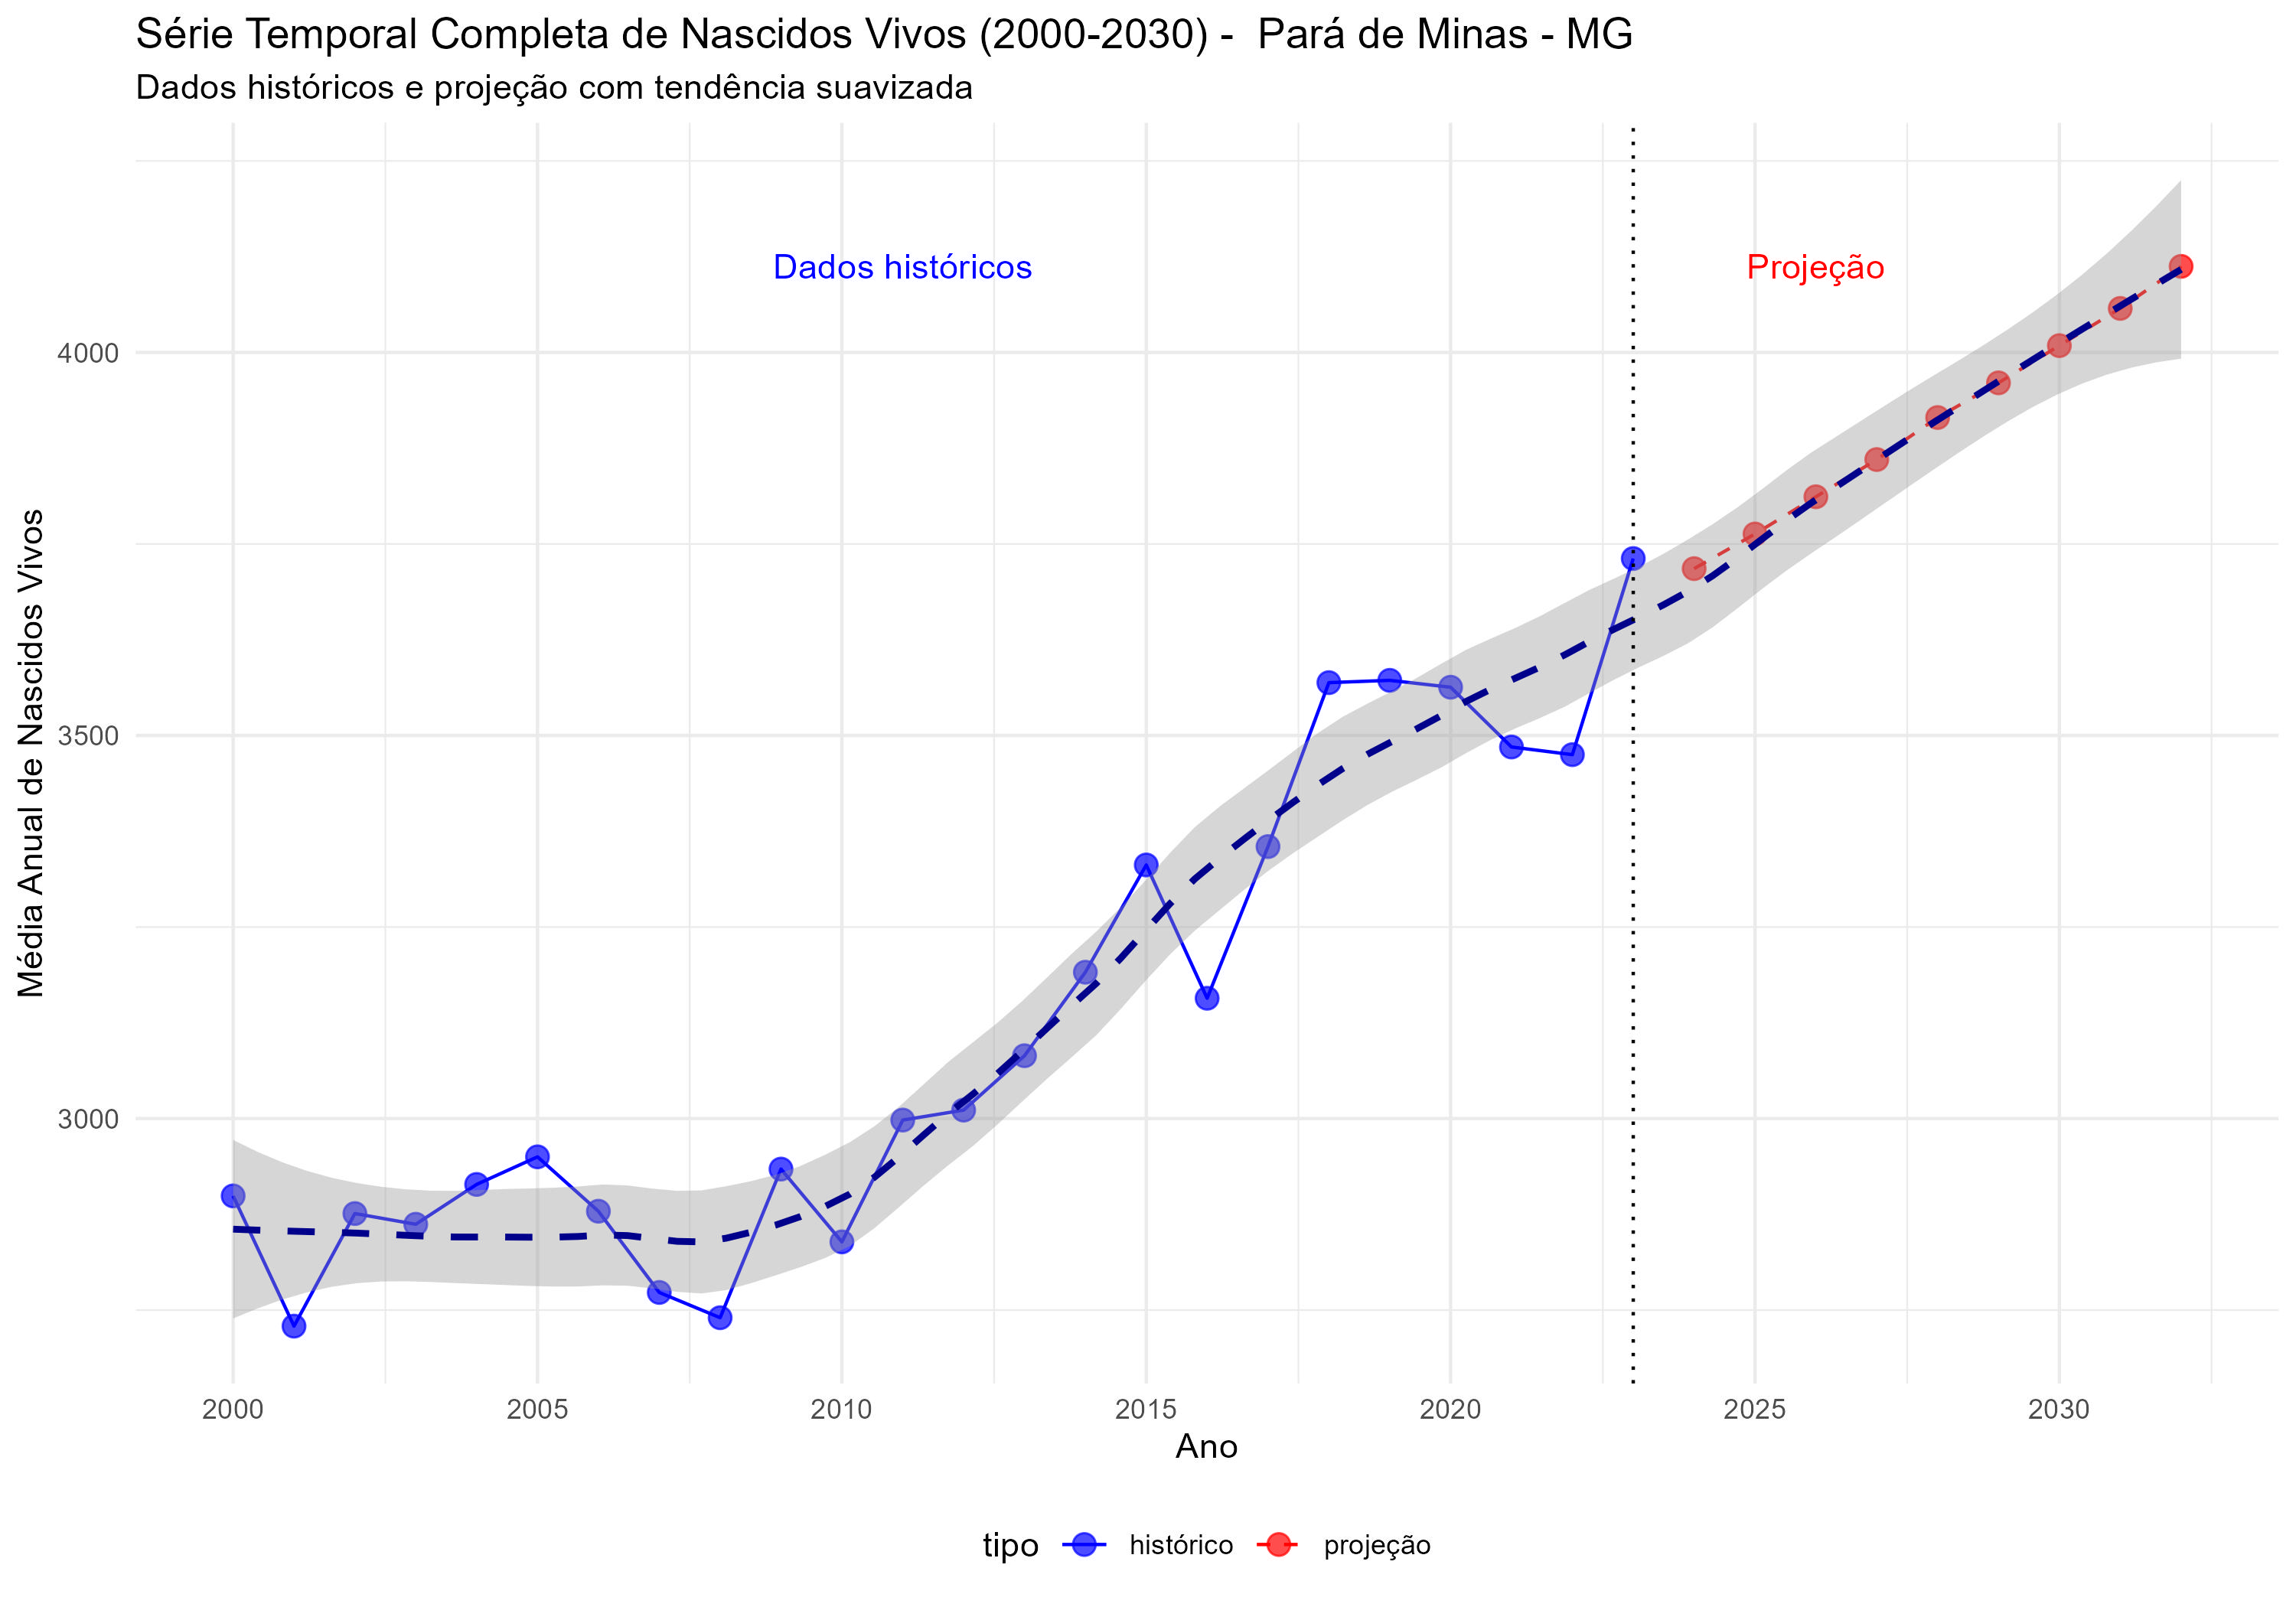 Série Temporal Completa de Nascidos Vivos (2000-2030) -  Pará de Minas - MG
Dados históricos e projeção com tendência suavizada
Dados históricos
Projeção
Média Anual de Nascidos Vivos
4000
3500
3000
2000
2005
2010
2015
2020
2025
2030
Ano
tipo
histórico
projeção